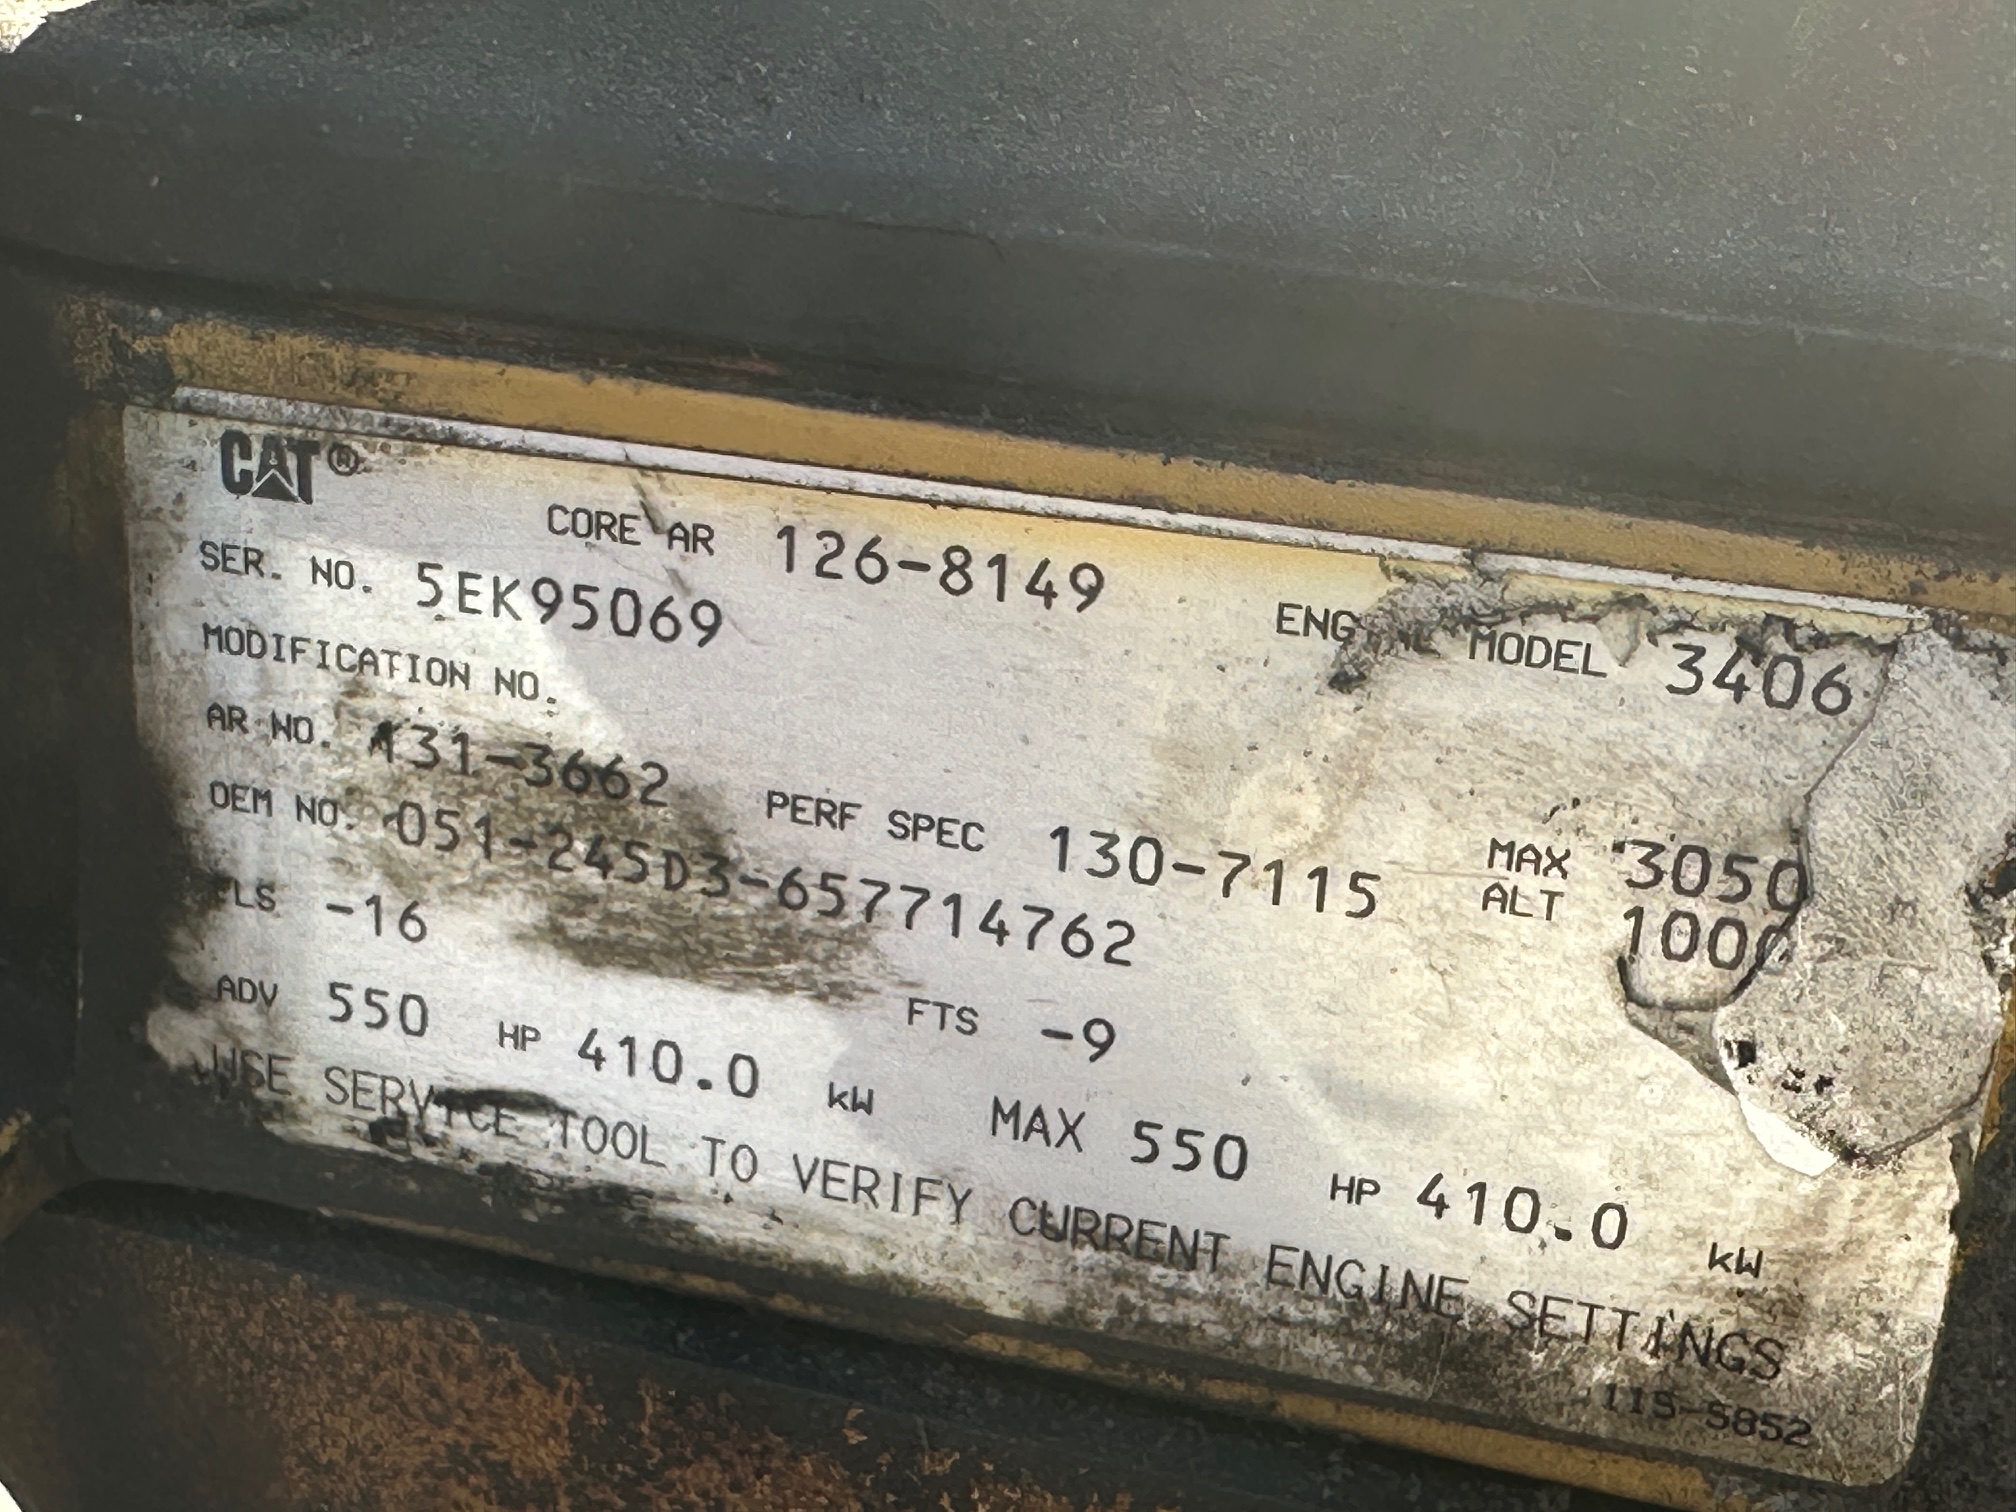 CAT®
CORE AR 126-8149
SER. NO. 5EK95069 ENGINE MODEL 3406
MODIFICATION NO.
AR NO. 131-3662 PERF SPEC 130-7115 MAX 3050
OEM NO. 051-245D3-657714762 ALT 1000
FLS -16 FTS -9
ADV 550 HP 410.0 kW MAX 550 HP 410.0 kW
USE SERVICE TOOL TO VERIFY CURRENT ENGINE SETTINGS
115-5852